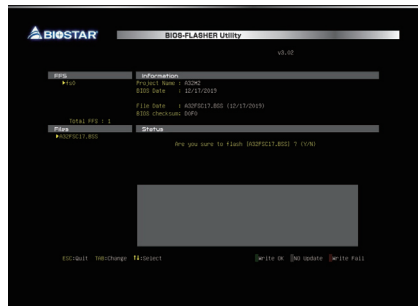 BIOSTAR
BIOS-FLASHER Utility
v3.02
FFS
fs0
Total FFS : 1
Information
Project Name : A32M2
BIOS Date : 12/17/2019
File Date : A32FSC17.BSS (12/17/2019)
BIOS checksum: D0F0
Files
A32FSC17.BSS
Status
Are you sure to flash [A32FSC17.BSS] ? (Y/N)
ESC:Quit TAB:Change ↑↓:Select Write OK No Update Write Fail